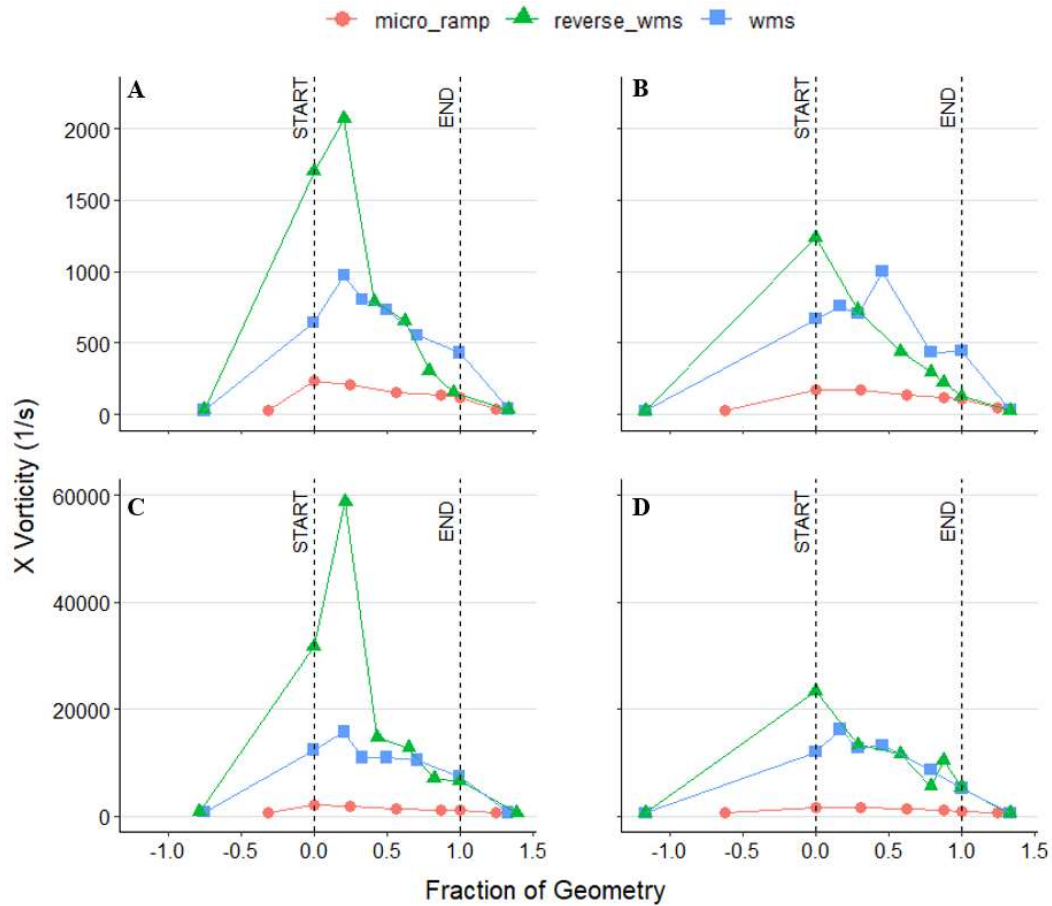 micro_ramp reverse_wms wms
A START END
B START END
2000
1500
1000
500
0
X Vorticity (1/s)
C START END
D START END
60000
40000
20000
0
-1.0 -0.5 0.0 0.5 1.0 1.5
-1.0 -0.5 0.0 0.5 1.0 1.5
Fraction of Geometry